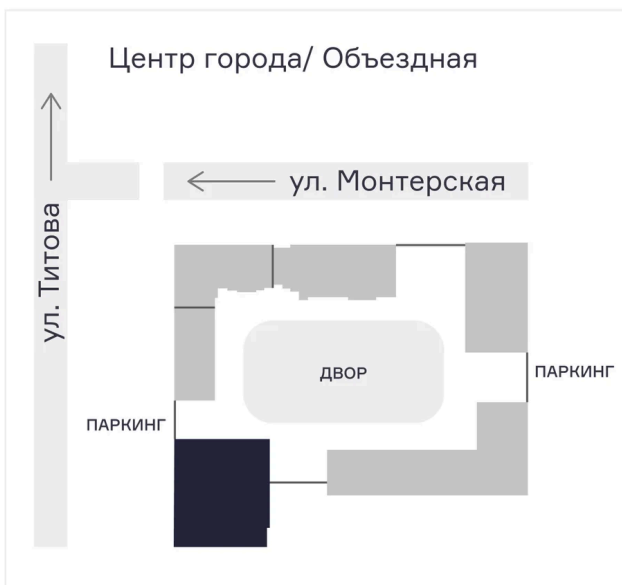 Центр города/ Объездная
ул. Монтерская
ул. Титова
ДВОР
ПАРКИНГ
ПАРКИНГ